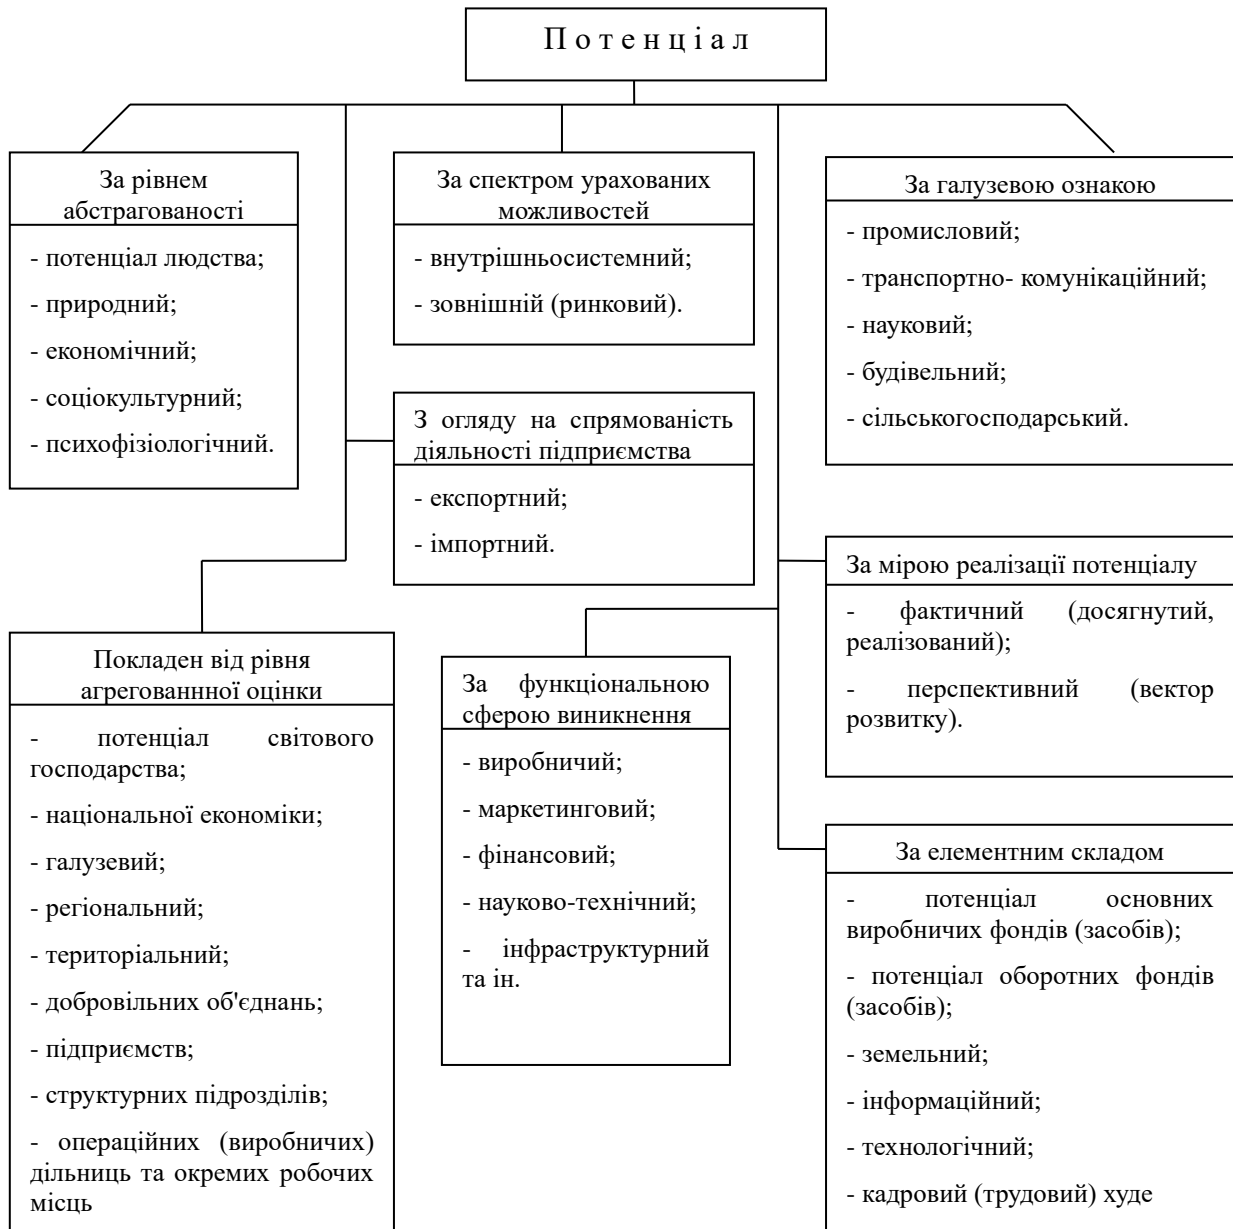 П о т е н ц і а л
За рівнем
абстрагованості
- потенціал людства;
- природний;
- економічний;
- соціокультурний;
- психофізіологічний.
За спектром урахованих
можливостей
- внутрішньосистемний;
- зовнішній (ринковий).
За галузевою ознакою
- промисловий;
- транспортно- комунікаційний;
- науковий;
- будівельний;
- сільськогосподарський.
З огляду на спрямованість
діяльності підприємства
- експортний;
- імпортний.
За мірою реалізації потенціалу
- фактичний (досягнутий,
реалізований);
- перспективний (вектор
розвитку).
Покладен від рівня
агрегованнної оцінки
- потенціал світового
господарства;
- національної економіки;
- галузевий;
- регіональний;
- територіальний;
- добровільних об'єднань;
- підприємств;
- структурних підрозділів;
- операційних (виробничих)
дільниць та окремих робочих
місць
За функціональною
сферою виникнення
- виробничий;
- маркетинговий;
- фінансовий;
- науково-технічний;
- інфраструктурний
та ін.
За елементним складом
- потенціал основних
виробничих фондів (засобів);
- потенціал оборотних фондів
(засобів);
- земельний;
- інформаційний;
- технологічний;
- кадровий (трудовий) худе